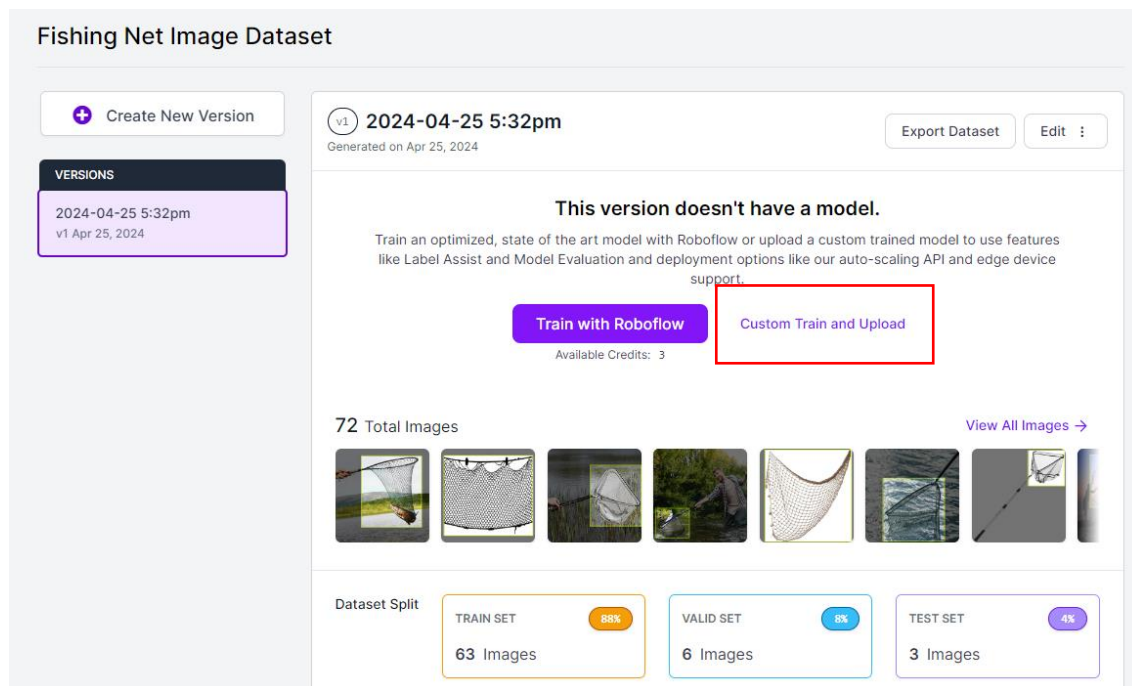 Fishing Net Image Dataset
Create New Version
VERSIONS
2024-04-25 5:32pm
v1 Apr 25, 2024
v1 2024-04-25 5:32pm
Generated on Apr 25, 2024
Export Dataset
Edit
This version doesn't have a model.
Train an optimized, state of the art model with Roboflow or upload a custom trained model to use features
like Label Assist and Model Evaluation and deployment options like our auto-scaling API and edge device
support.
Train with Roboflow
Custom Train and Upload
Available Credits: 3
72 Total Images
View All Images →
Dataset Split
TRAIN SET 88%
63 Images
VALID SET 8%
6 Images
TEST SET 4%
3 Images